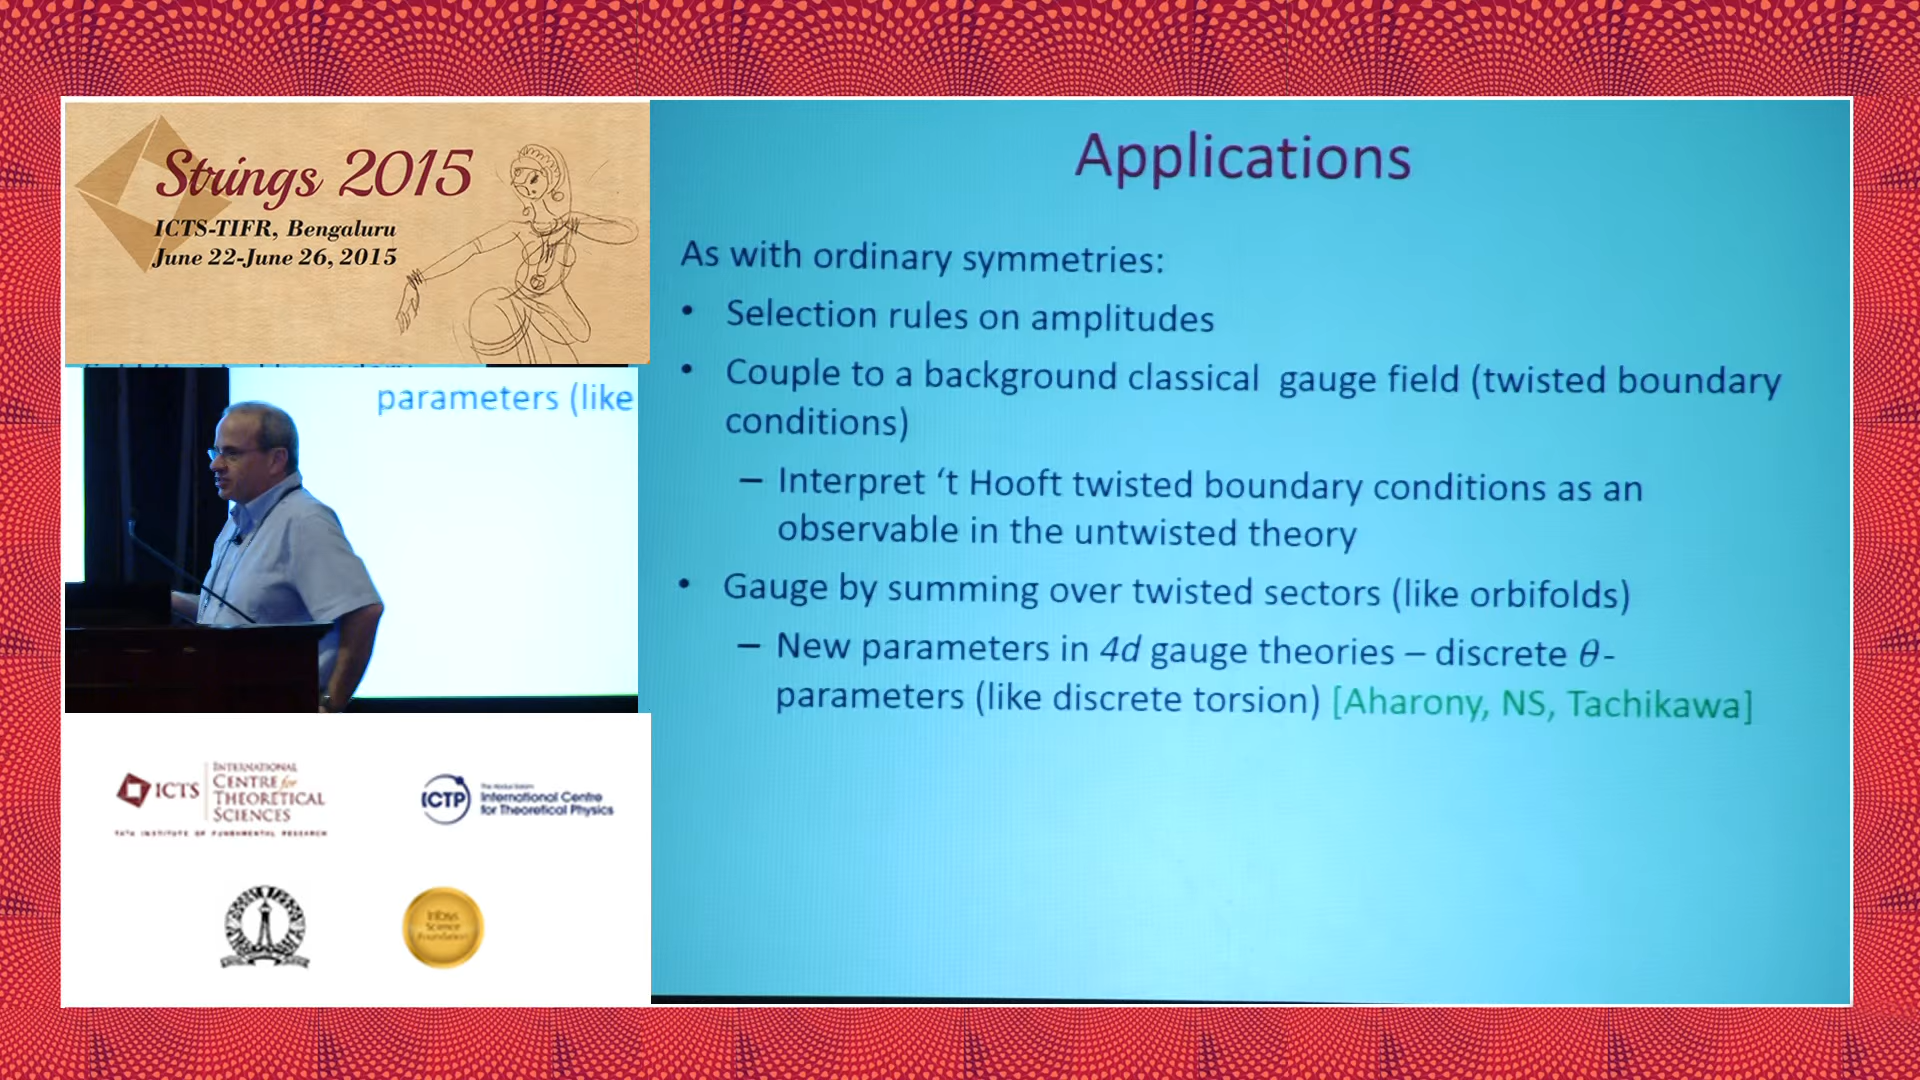 Strings 2015
ICTS-TIFR, Bengaluru
June 22-June 26, 2015
parameters (like
ICTS
INTERNATIONAL
CENTRE for
THEORETICAL
SCIENCES
TATA INSTITUTE OF FUNDAMENTAL RESEARCH
ICTP
The Abdus Salam
International Centre
for Theoretical Physics
Infosys
Science
Foundation
Applications
As with ordinary symmetries:
• Selection rules on amplitudes
• Couple to a background classical gauge field (twisted boundary
conditions)
– Interpret ‘t Hooft twisted boundary conditions as an
observable in the untwisted theory
• Gauge by summing over twisted sectors (like orbifolds)
– New parameters in 4d gauge theories – discrete θ-
parameters (like discrete torsion) [Aharony, NS, Tachikawa]